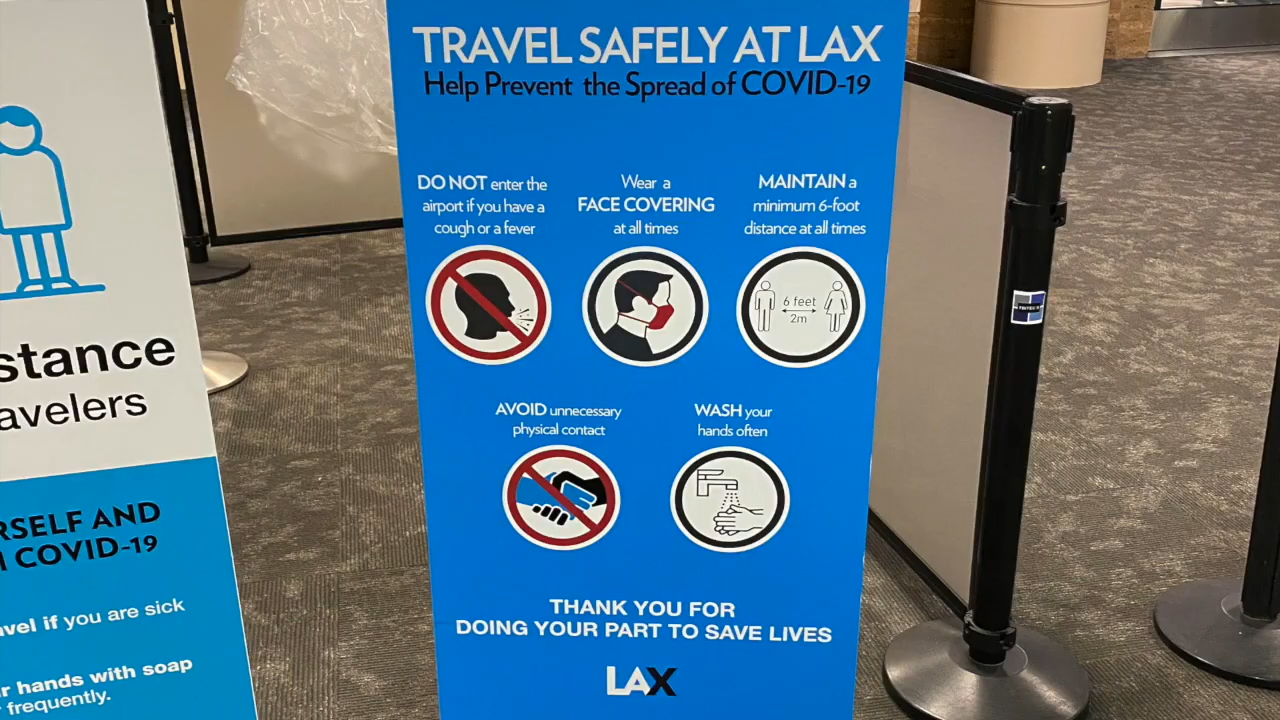 TRAVEL SAFELY AT LAX
Help Prevent the Spread of COVID-19
DO NOT enter the
airport if you have a
cough or a fever
Wear a
FACE COVERING
at all times
MAINTAIN a
minimum 6-foot
distance at all times
6 feet
2m
AVOID unnecessary
physical contact
WASH your
hands often
THANK YOU FOR
DOING YOUR PART TO SAVE LIVES
LAX
stance
avelers
RSELF AND
COVID-19
vel if you are sick
r hands with soap
frequently.